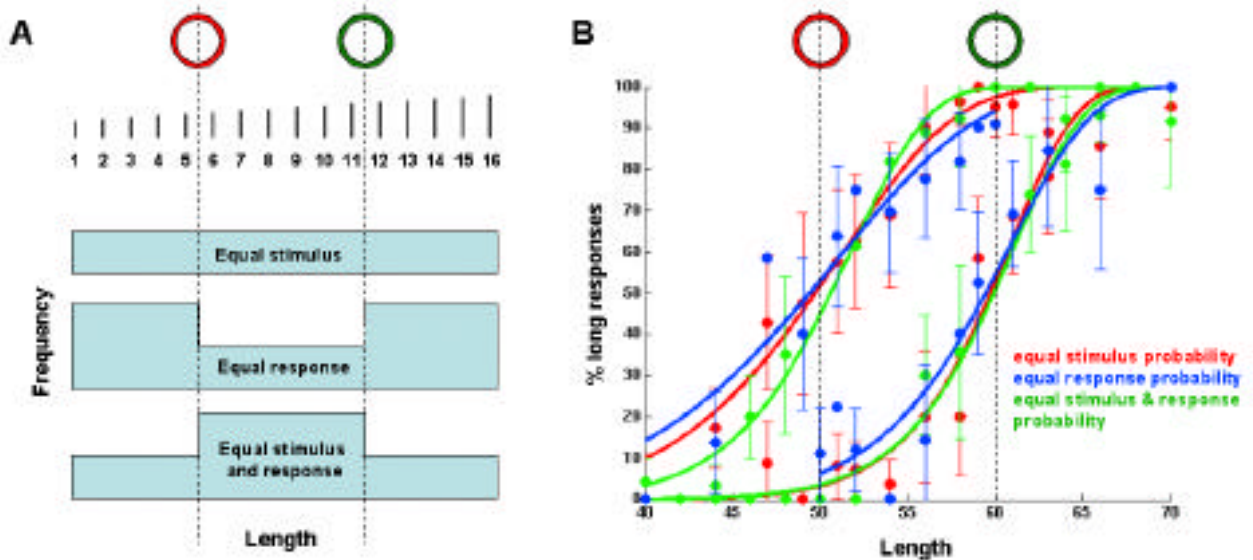 A
1 2 3 4 5 6 7 8 9 10 11 12 13 14 15 16
Frequency
Equal stimulus
Equal response
Equal stimulus
and response
Length
B
% long responses
100
90
80
70
60
50
40
30
20
10
0
40 45 50 55 60 65 70
Length
equal stimulus probability
equal response probability
equal stimulus & response
probability